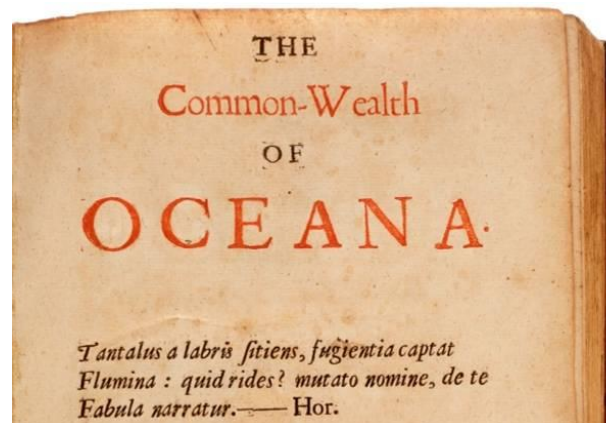 THE
Common-Wealth
OF
OCEANA.
Tantalus a labris ſitiens, fugientia captat
Flumina : quid rides? mutato nomine, de te
Fabula narratur.—— Hor.